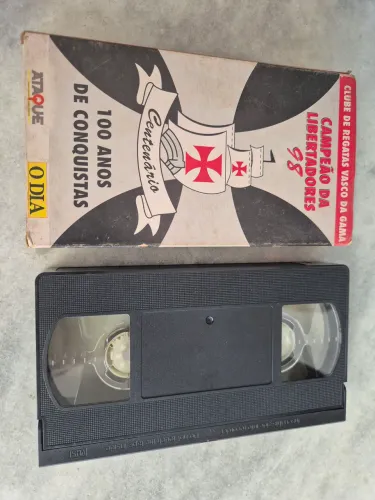 CLUBE DE REGATAS VASCO DA GAMA
CAMPEÃO DA
LIBERTADORES
98
Centenário
100 ANOS
DE CONQUISTAS
ATAQUE
O DIA